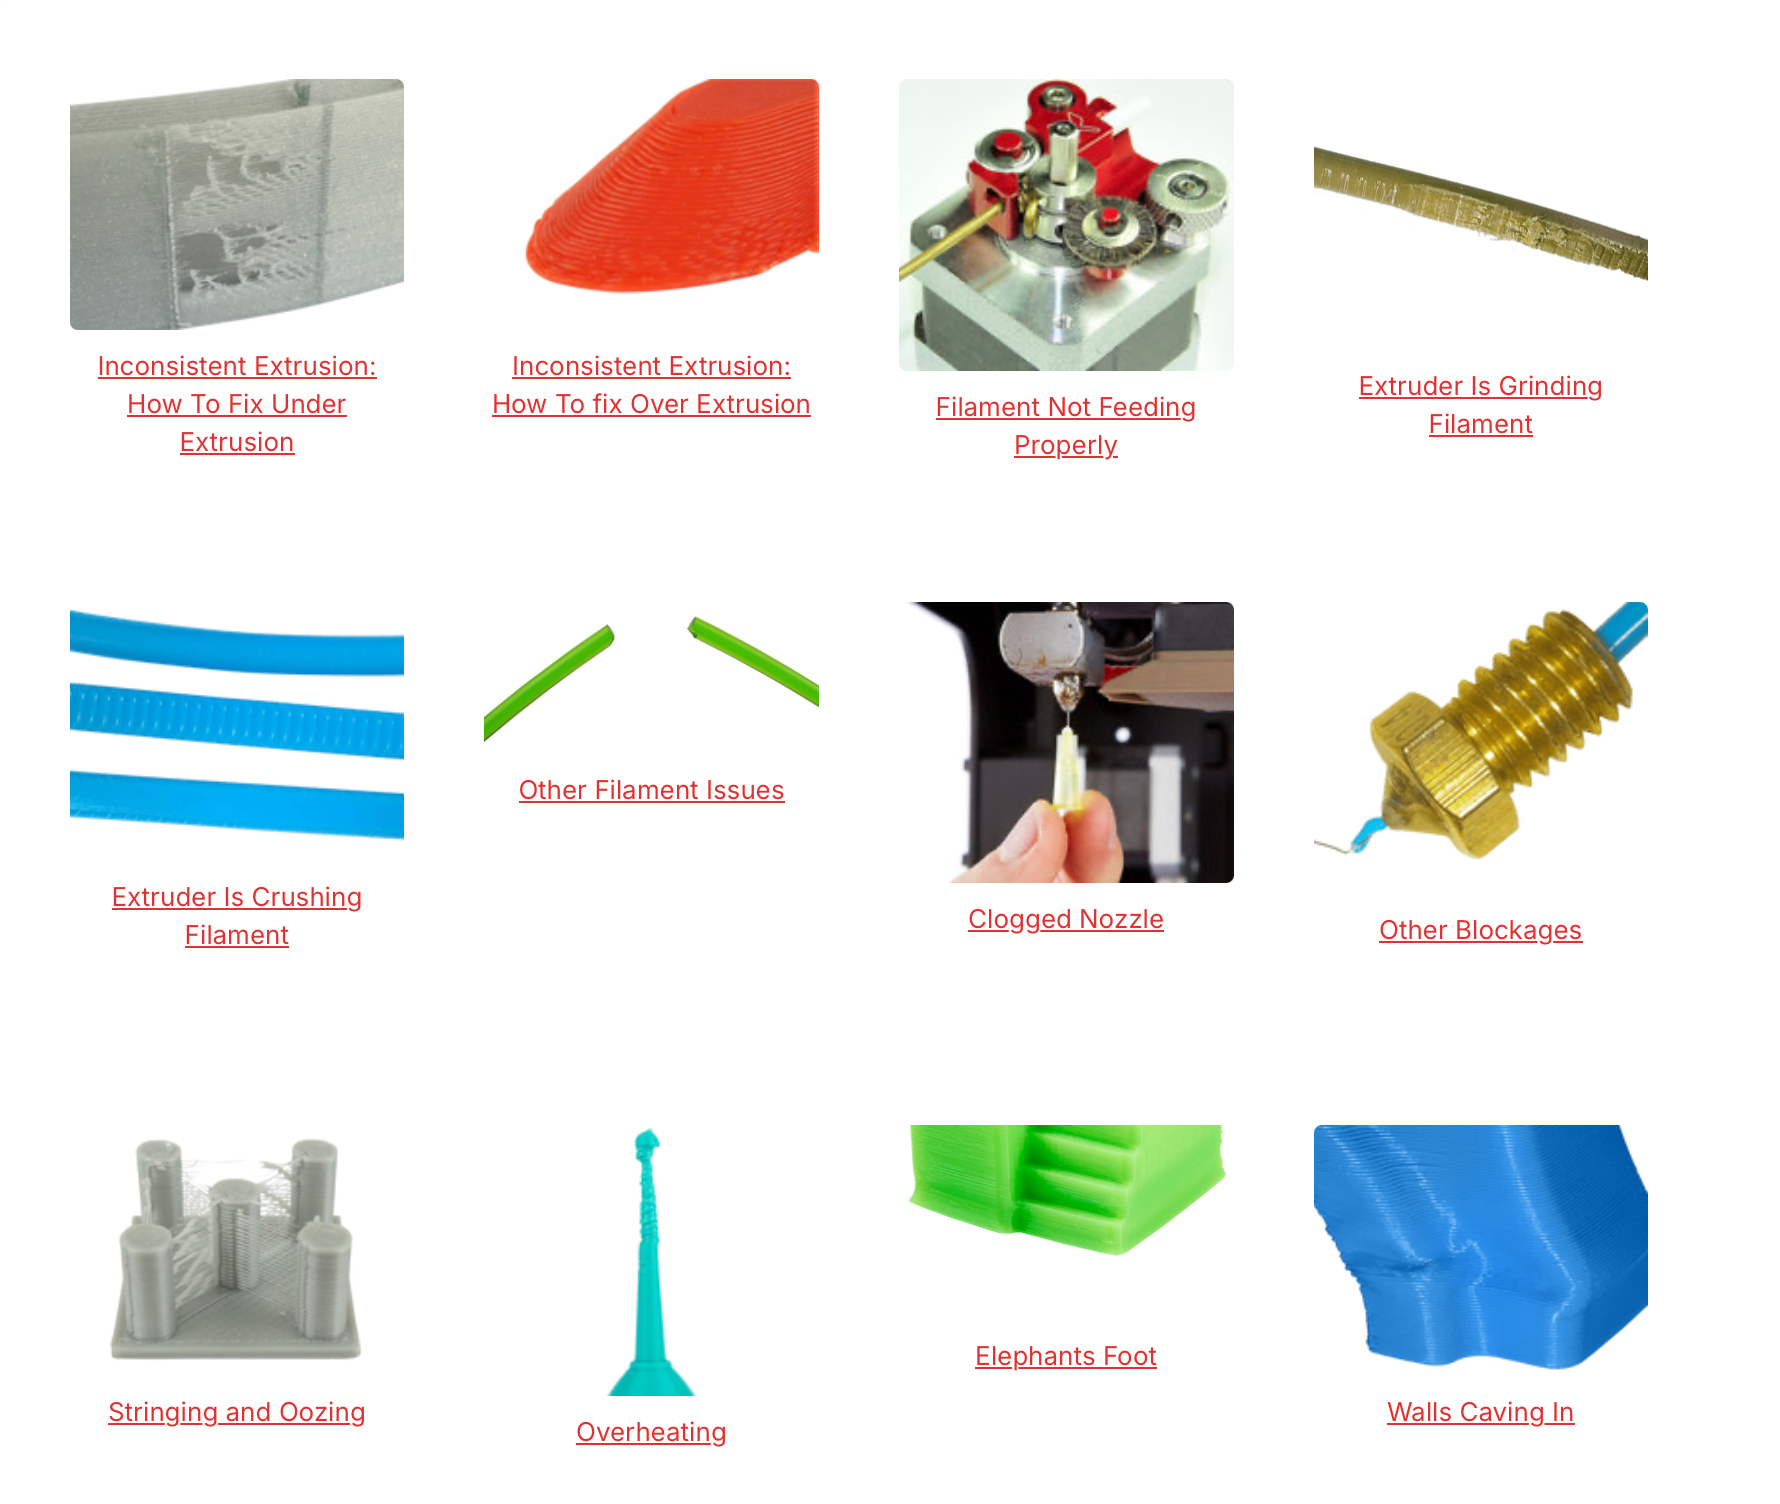 Inconsistent Extrusion:
How To Fix Under
Extrusion
Inconsistent Extrusion:
How To fix Over Extrusion
Filament Not Feeding
Properly
Extruder Is Grinding
Filament
Extruder Is Crushing
Filament
Other Filament Issues
Clogged Nozzle
Other Blockages
Stringing and Oozing
Overheating
Elephants Foot
Walls Caving In